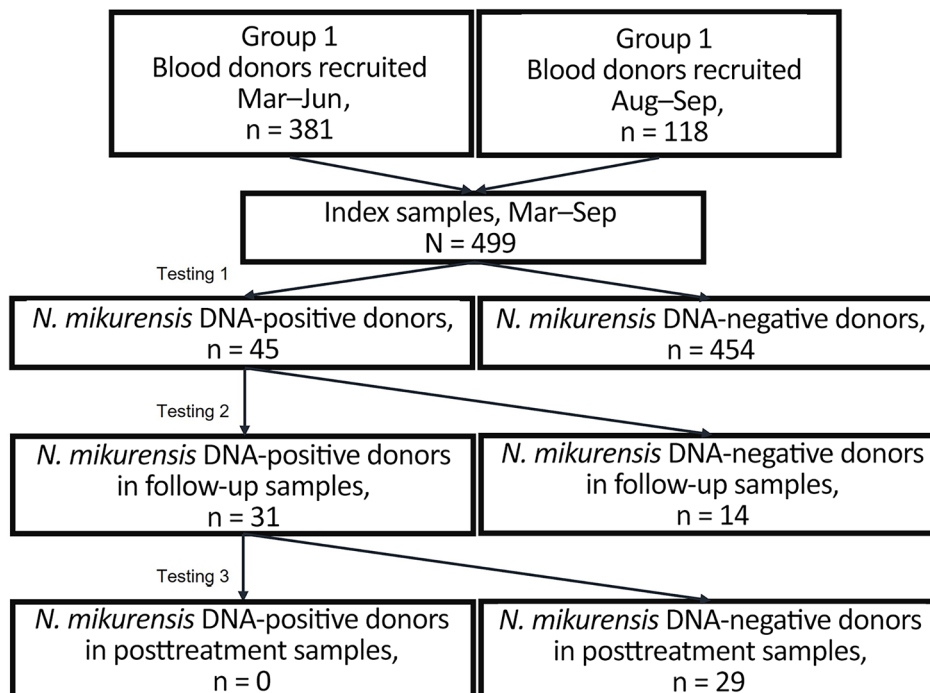 Group 1
Blood donors recruited
Mar–Jun,
n = 381
Group 1
Blood donors recruited
Aug–Sep,
n = 118
Index samples, Mar–Sep
N = 499
Testing 1
N. mikurensis DNA-positive donors,
n = 45
N. mikurensis DNA-negative donors,
n = 454
Testing 2
N. mikurensis DNA-positive donors
in follow-up samples,
n = 31
N. mikurensis DNA-negative donors
in follow-up samples,
n = 14
Testing 3
N. mikurensis DNA-positive donors
in posttreatment samples,
n = 0
N. mikurensis DNA-negative donors
in posttreatment samples,
n = 29